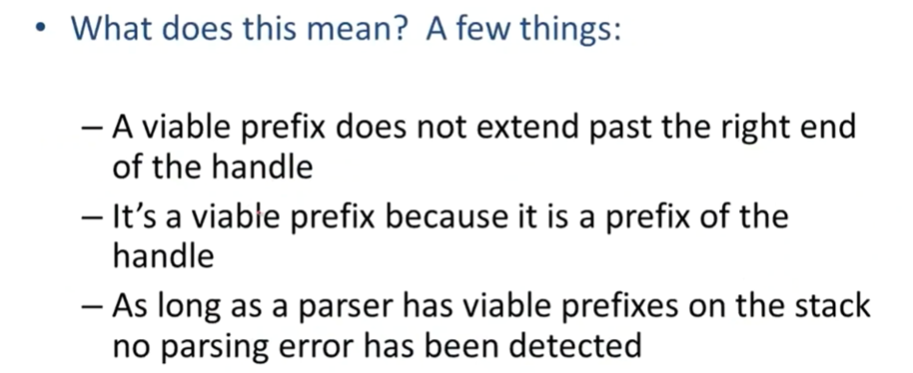 • What does this mean? A few things:
– A viable prefix does not extend past the right end
of the handle
– It's a viable prefix because it is a prefix of the
handle
– As long as a parser has viable prefixes on the stack
no parsing error has been detected